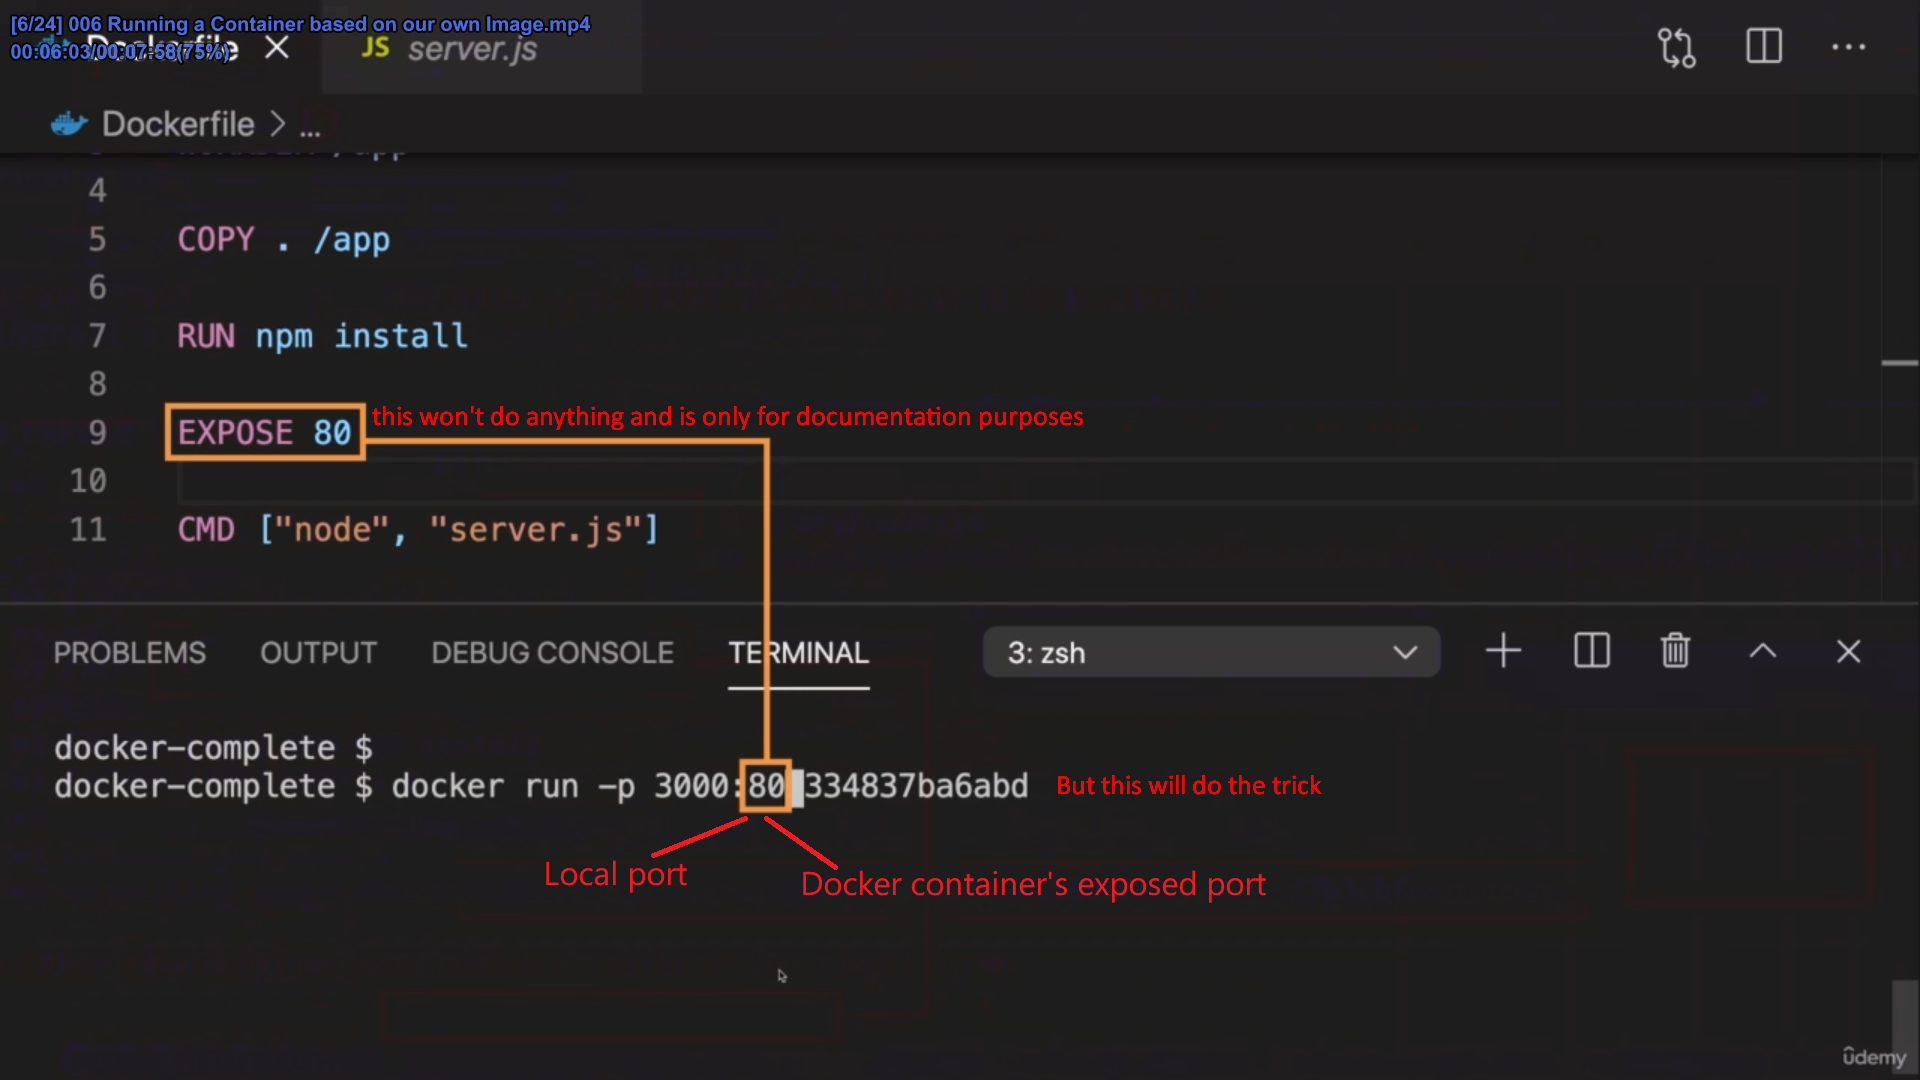 [6/24] 006 Running a Container based on our own Image.mp4
00:06:03/00:07:58(75%)
Dockerfile JS server.js
Dockerfile > ...
4
5 COPY . /app
6
7 RUN npm install
8
this won't do anything and is only for documentation purposes
9 EXPOSE 80
10
11 CMD ["node", "server.js"]
PROBLEMS OUTPUT DEBUG CONSOLE TERMINAL 3: zsh
docker-complete $
docker-complete $ docker run -p 3000:80 334837ba6abd But this will do the trick
Local port
Docker container's exposed port
ûdemy